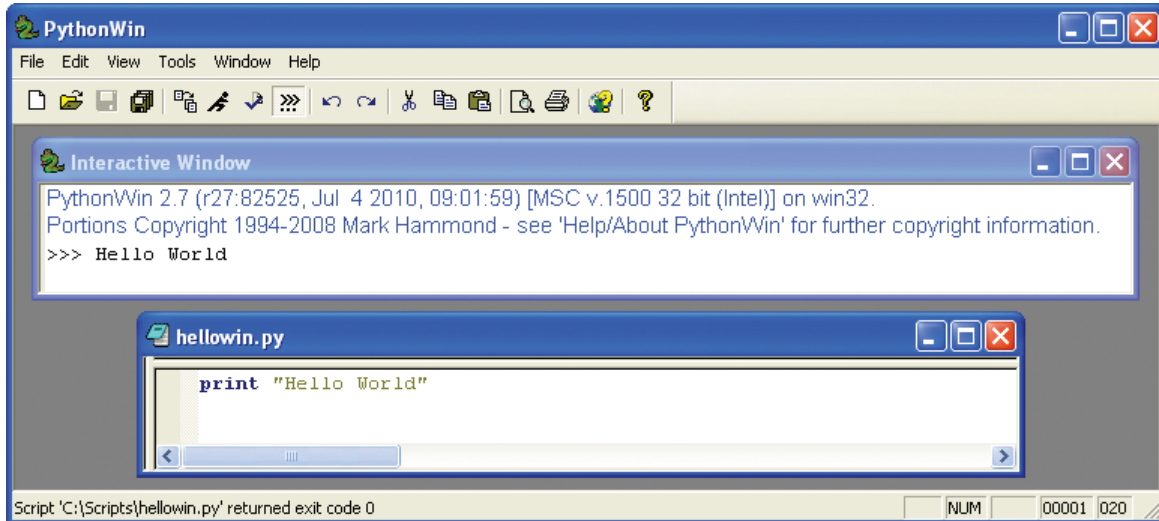 PythonWin
File Edit View Tools Window Help
Interactive Window
PythonWin 2.7 (r27:82525, Jul  4 2010, 09:01:59) [MSC v.1500 32 bit (Intel)] on win32.
Portions Copyright 1994-2008 Mark Hammond - see 'Help/About PythonWin' for further copyright information.
>>> Hello World
hellowin.py
print "Hello World"
Script 'C:\Scripts\hellowin.py' returned exit code 0 NUM 00001 020